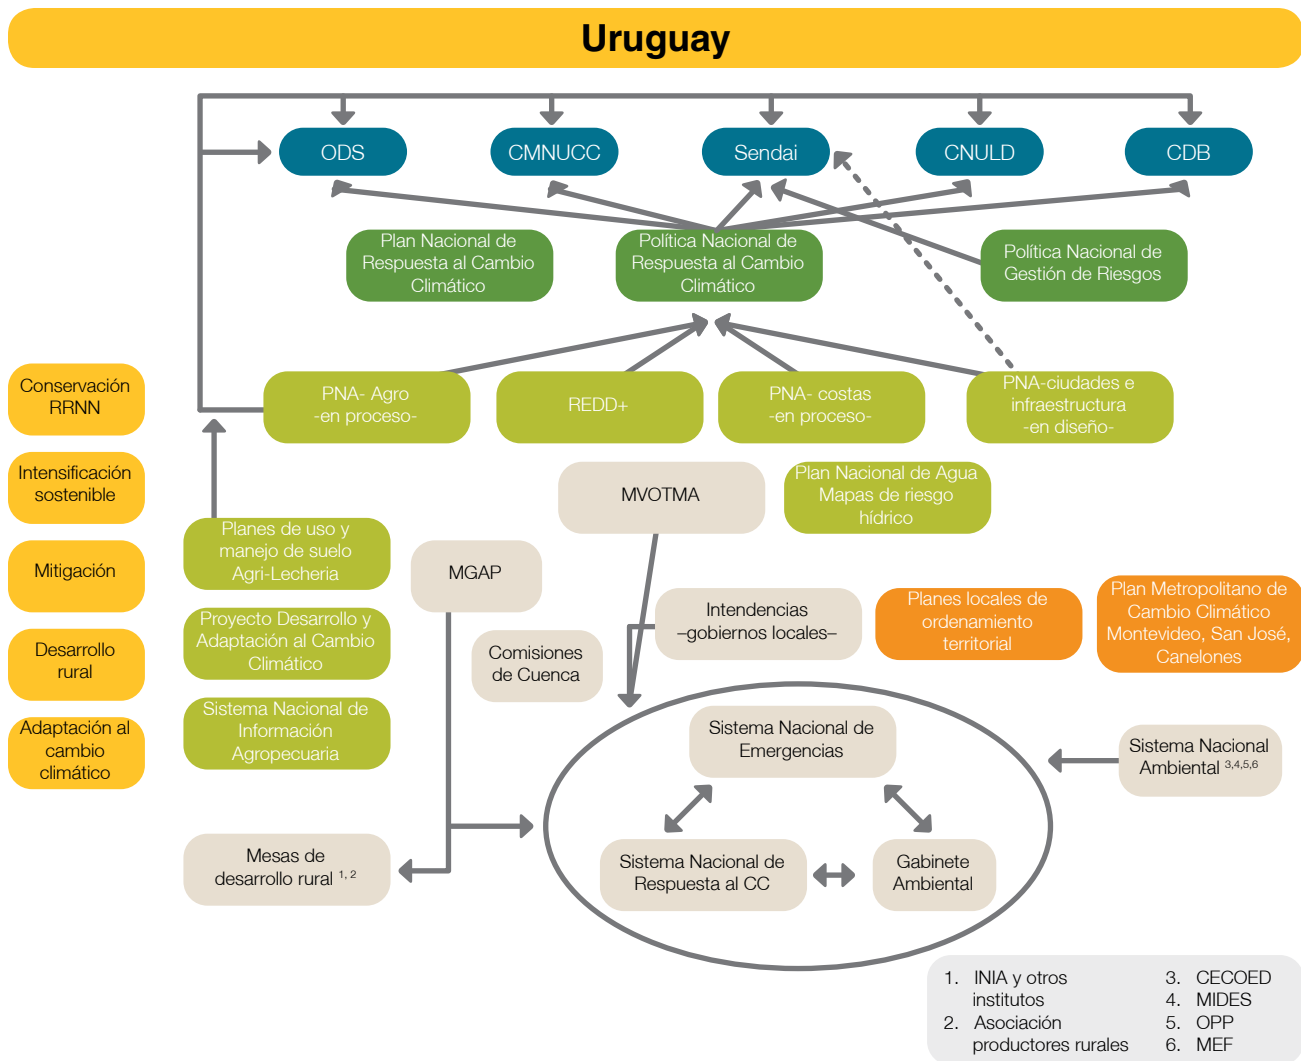 Uruguay
ODS
CMNUCC
Sendai
CNULD
CDB
Plan Nacional de
Respuesta al Cambio
Climático
Política Nacional de
Respuesta al Cambio
Climático
Política Nacional de
Gestión de Riesgos
Conservación
RRNN
PNA- Agro
-en proceso-
REDD+
PNA- costas
-en proceso-
PNA-ciudades e
infraestructura
-en diseño-
Intensificación
sostenible
MVOTMA
Plan Nacional de Agua
Mapas de riesgo
hídrico
Planes de uso y
manejo de suelo
Agri-Lecheria
Mitigación
MGAP
Intendencias
–gobiernos locales–
Planes locales de
ordenamiento
territorial
Plan Metropolitano de
Cambio Climático
Montevideo, San José,
Canelones
Proyecto Desarrollo y
Adaptación al Cambio
Climático
Desarrollo
rural
Comisiones
de Cuenca
Sistema Nacional de
Información
Agropecuaria
Adaptación al
cambio
climático
Sistema Nacional de
Emergencias
Sistema Nacional
Ambiental 3,4,5,6
Mesas de
desarrollo rural 1, 2
Sistema Nacional de
Respuesta al CC
Gabinete
Ambiental
1. INIA y otros
institutos
2. Asociación
productores rurales
3. CECOED
4. MIDES
5. OPP
6. MEF